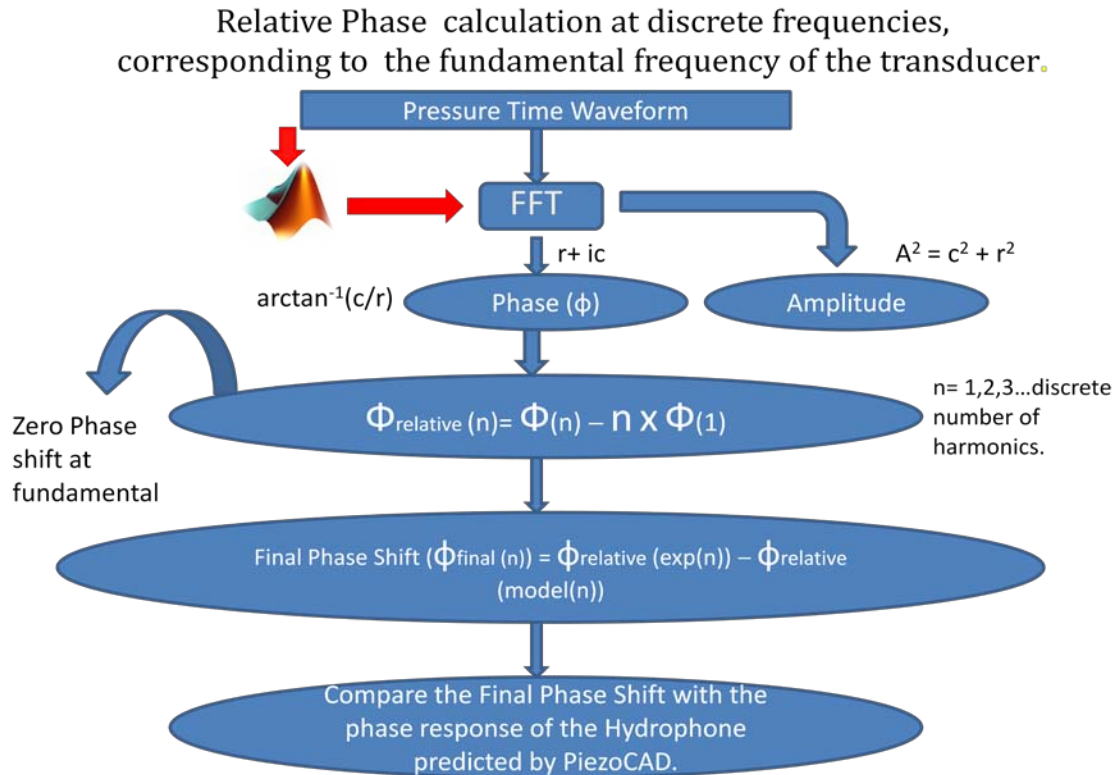 Relative Phase calculation at discrete frequencies,
corresponding to the fundamental frequency of the transducer.
Pressure Time Waveform
FFT
r+ ic
A² = c² + r²
arctan⁻¹(c/r)
Phase (ϕ)
Amplitude
Φrelative (n)= Φ(n) – n x Φ(1)
n= 1,2,3...discrete
number of
harmonics.
Zero Phase
shift at
fundamental
Final Phase Shift (Φfinal (n)) = Φrelative (exp(n)) – Φrelative
(model(n))
Compare the Final Phase Shift with the
phase response of the Hydrophone
predicted by PiezoCAD.